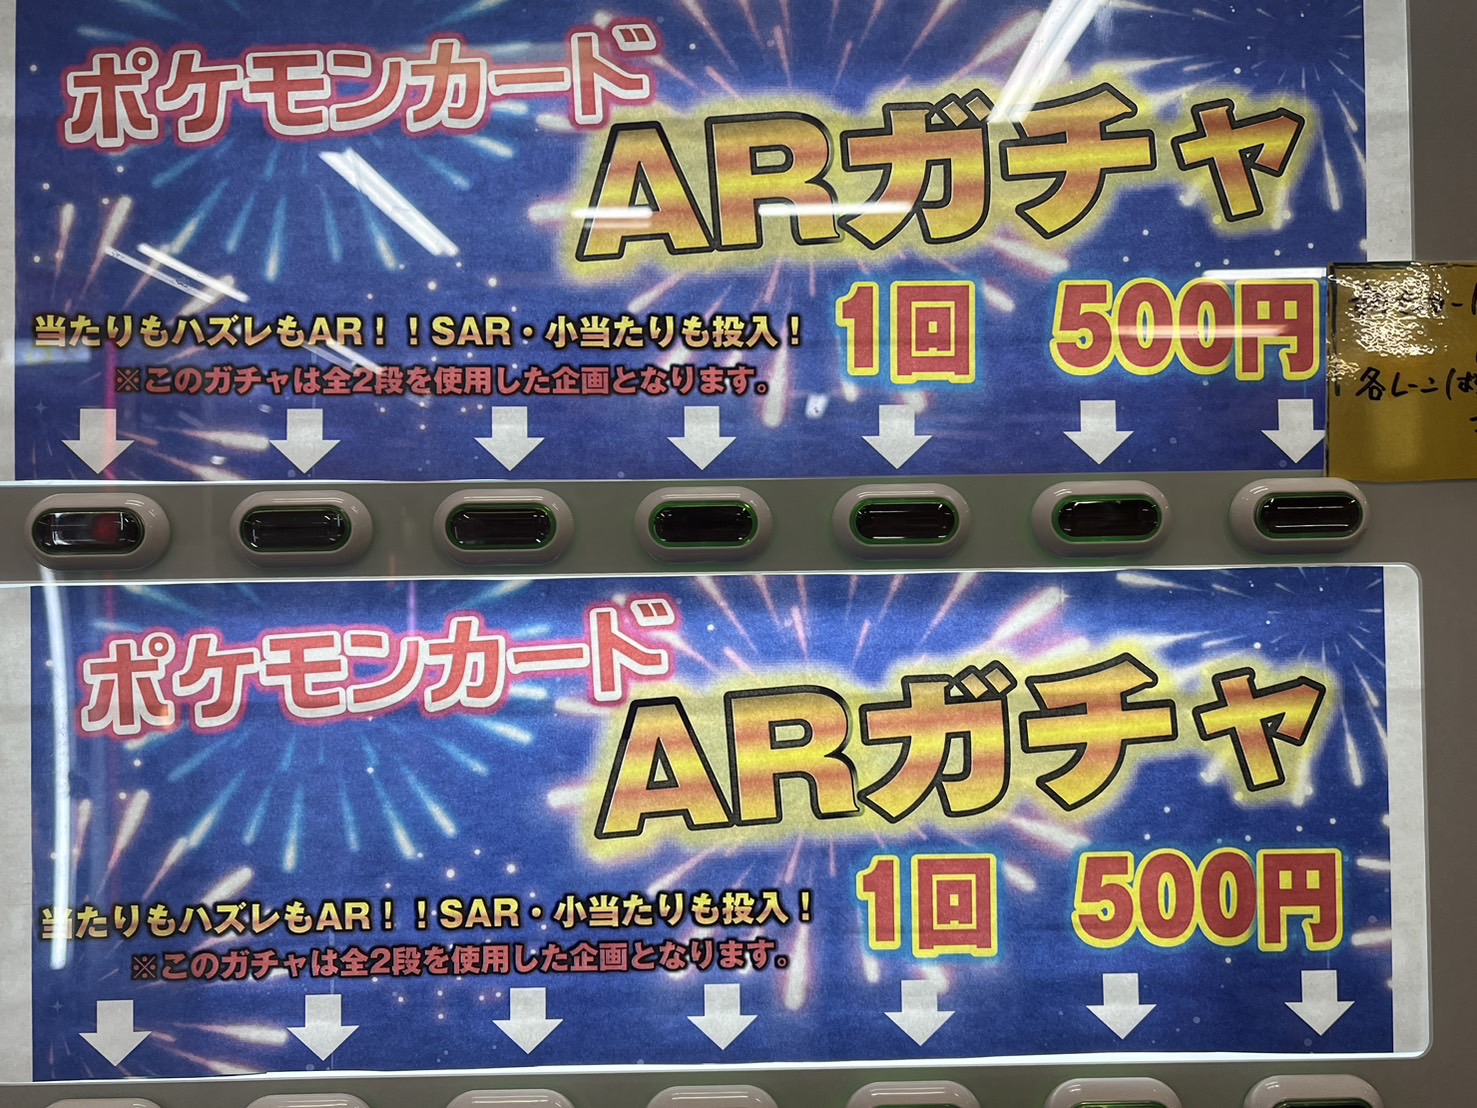 ポケモンカード
ARガチャ
当たりもハズレもAR！！SAR・小当たりも投入！
1回 500円
※このガチャは全2段を使用した企画となります。
各レーン
ポケモンカード
ARガチャ
当たりもハズレもAR！！SAR・小当たりも投入！
1回 500円
※このガチャは全2段を使用した企画となります。